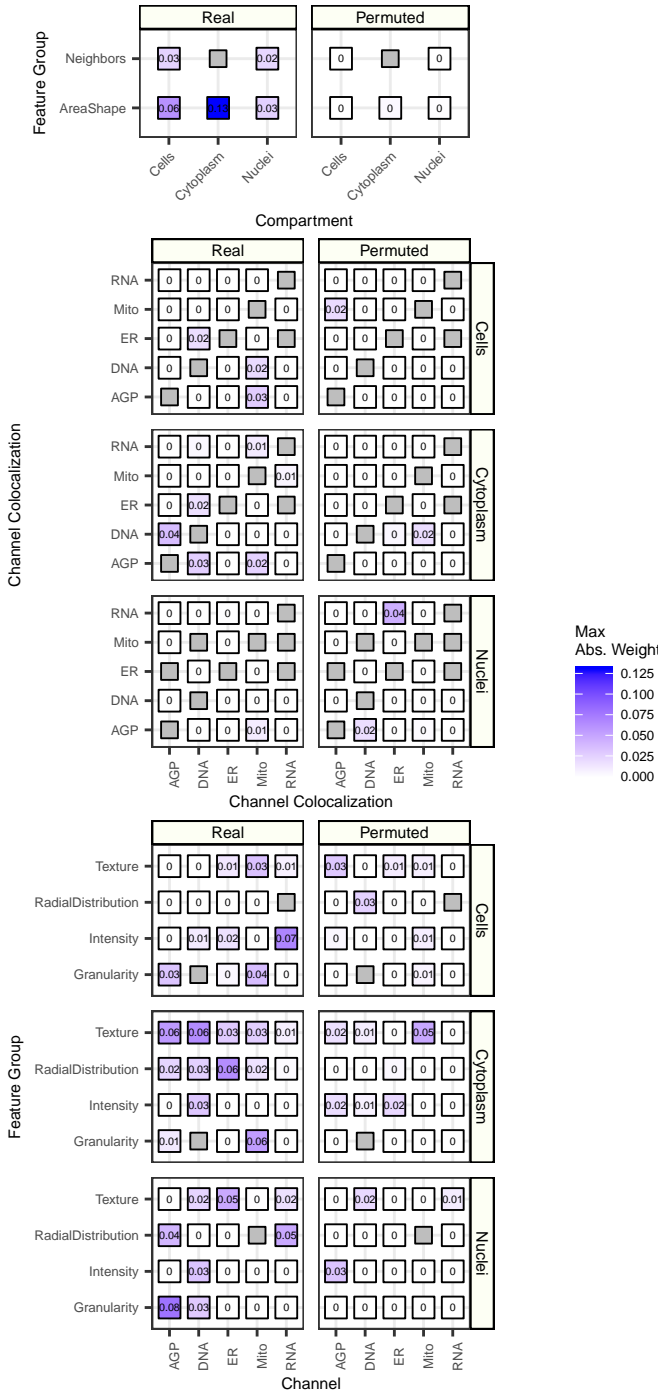 Real Permuted
Neighbors 0.03 0.02 0 0
AreaShape 0.06 0.03 0 0 0
Feature Group
Cells Cytoplasm Nuclei Cells Cytoplasm Nuclei
Compartment
Real Permuted
RNA 0 0 0 0 0 0 0 0
Mito 0 0 0 0 0.02 0 0 0
ER 0 0.02 0 0 0 0
DNA 0 0 0.02 0 0 0 0 0
AGP 0 0 0.03 0 0 0 0 0
Cells
RNA 0 0 0 0.01 0 0 0 0
Mito 0 0 0 0.01 0 0 0 0
ER 0 0.02 0 0 0 0
DNA 0.04 0 0 0 0 0 0.02 0
AGP 0.03 0 0.02 0 0 0 0 0
Cytoplasm
RNA 0 0 0 0 0 0 0.04 0
Mito 0 0 0 0
ER 0 0 0 0
DNA 0 0 0 0 0 0 0 0
AGP 0 0 0.01 0 0.02 0 0 0
Nuclei
Channel Colocalization
AGP DNA ER Mito RNA AGP DNA ER Mito RNA
Channel Colocalization
Max
Abs. Weight
0.125
0.100
0.075
0.050
0.025
0.000
Real Permuted
Texture 0 0 0.01 0.03 0.01 0.03 0 0.01 0.01 0
RadialDistribution 0 0 0 0 0 0.03 0 0
Intensity 0 0.01 0.02 0 0.07 0 0 0 0.01 0
Granularity 0.03 0 0.04 0 0 0 0.01 0
Cells
Texture 0.06 0.06 0.03 0.03 0.01 0.02 0.01 0 0.05 0
RadialDistribution 0.02 0.03 0.06 0.02 0 0 0 0 0 0
Intensity 0 0.03 0 0 0 0.02 0.01 0.02 0 0
Granularity 0.01 0 0.06 0 0 0 0 0
Cytoplasm
Texture 0 0.02 0.05 0 0.02 0 0.02 0 0 0.01
RadialDistribution 0.04 0 0 0.05 0 0 0 0
Intensity 0 0.03 0 0 0 0.03 0 0 0 0
Granularity 0.08 0.03 0 0 0 0 0 0 0 0
Nuclei
Feature Group
AGP DNA ER Mito RNA AGP DNA ER Mito RNA
Channel